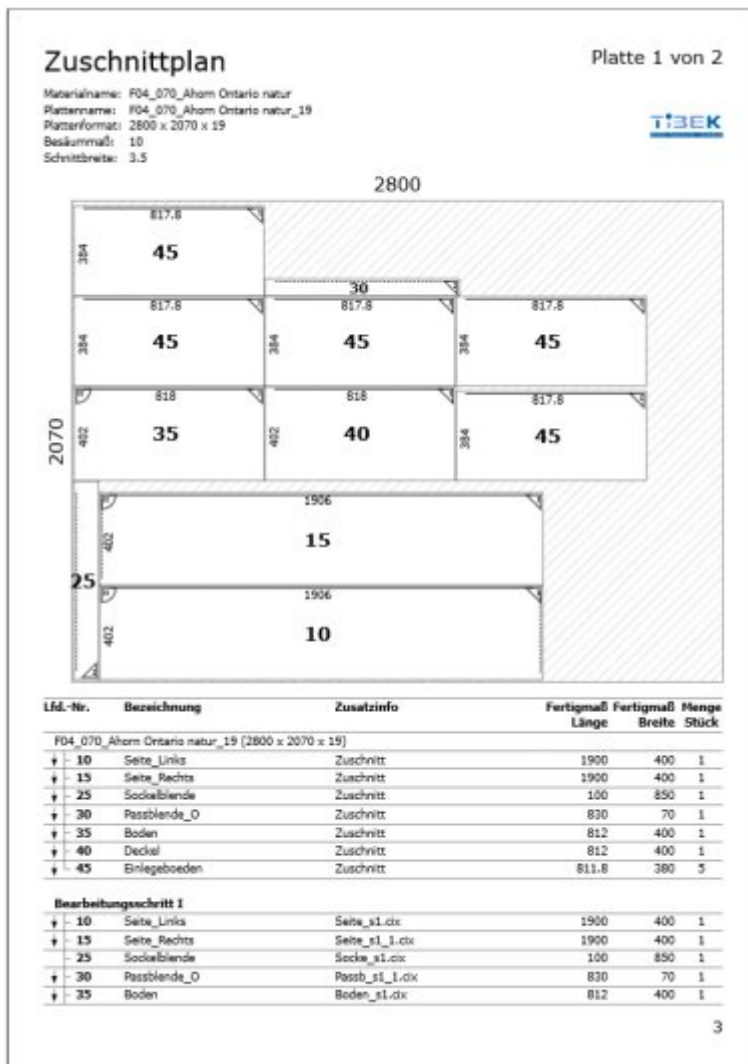 Zuschnittplan
Platte 1 von 2
Materialname: F04_070_Ahorn Ontario natur
Plattenname: F04_070_Ahorn Ontario natur_19
Plattenformat: 2800 x 2070 x 19
Besäummaß: 10
Schnittbreite: 3.5
TIBEK
2800
817.8
384
45
30
817.8
817.8
817.8
384
45
384
45
384
45
818
818
817.8
402
35
402
40
384
45
2070
1906
402
15
25
1906
402
10
Lfd.-Nr. Bezeichnung Zusatzinfo Fertigmaß Länge Fertigmaß Breite Menge Stück
F04_070_Ahorn Ontario natur_19 (2800 x 2070 x 19)
10 Seite_Links Zuschnitt 1900 400 1
15 Seite_Rechts Zuschnitt 1900 400 1
25 Sockelblende Zuschnitt 100 850 1
30 Passblende_O Zuschnitt 830 70 1
35 Boden Zuschnitt 812 400 1
40 Deckel Zuschnitt 812 400 1
45 Einlegeboeden Zuschnitt 811.8 380 5
Bearbeitungsschritt I
10 Seite_Links Seite_s1.cix 1900 400 1
15 Seite_Rechts Seite_s1_1.cix 1900 400 1
25 Sockelblende Socke_s1.cix 100 850 1
30 Passblende_O Passb_s1_1.cix 830 70 1
35 Boden Boden_s1.cix 812 400 1
3